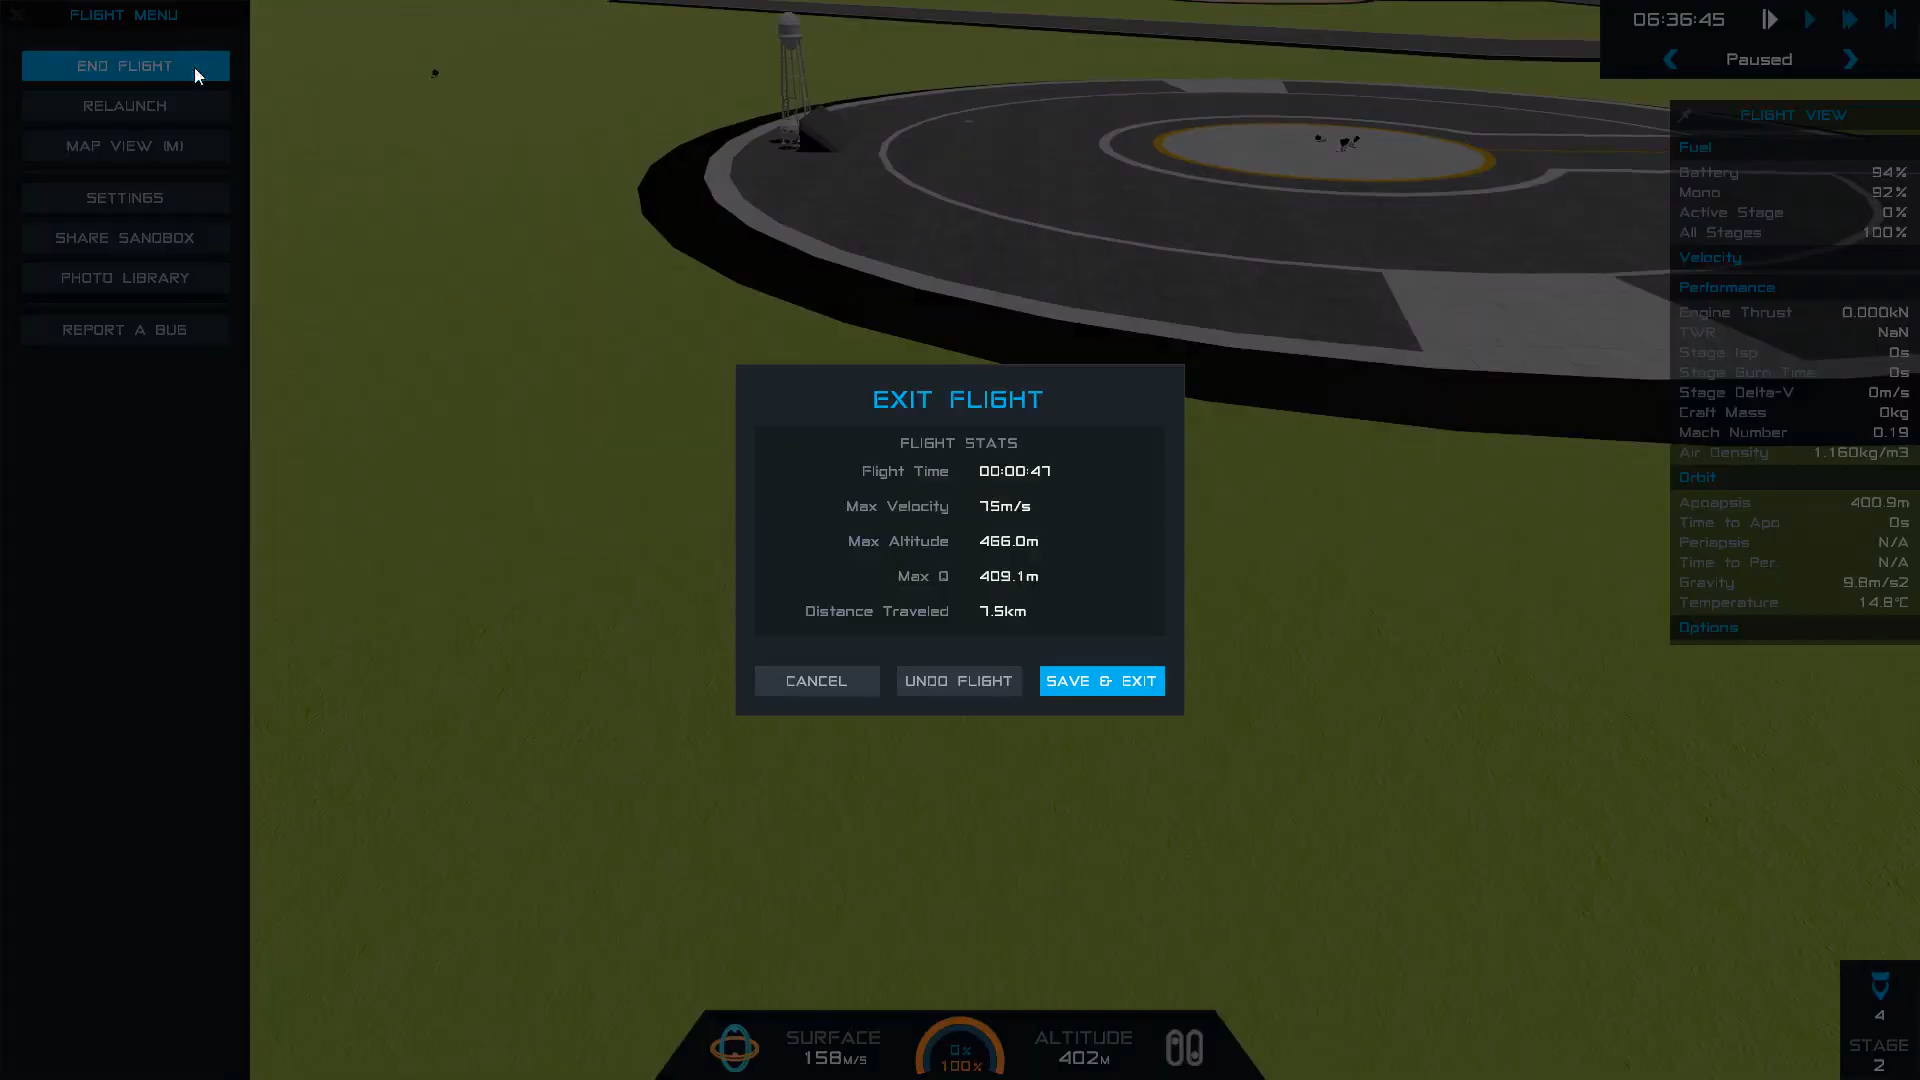 FLIGHT MENU
END FLIGHT
RELAUNCH
MAP VIEW (M)
SETTINGS
SHARE SANDBOX
PHOTO LIBRARY
REPORT A BUG
06:36:45
Paused
FLIGHT VIEW
Fuel
Battery 94%
Mono 92%
Active Stage 0%
All Stages 100%
Velocity
Performance
Engine Thrust 0.000kN
TWR NaN
Stage Isp 0s
Stage Burn Time 0s
Stage Delta-V 0m/s
Craft Mass 0kg
Mach Number 0.19
Air Density 1.160kg/m3
Orbit
Apoapsis 400.9m
Time to Apo 0s
Periapsis N/A
Time to Per. N/A
Gravity 9.8m/s2
Temperature 14.8°C
Options
EXIT FLIGHT
FLIGHT STATS
Flight Time 00:00:47
Max Velocity 75m/s
Max Altitude 466.0m
Max Q 409.1m
Distance Traveled 7.5km
CANCEL
UNDO FLIGHT
SAVE & EXIT
SURFACE
158M/S
0%
100%
ALTITUDE
402M
4
STAGE
2